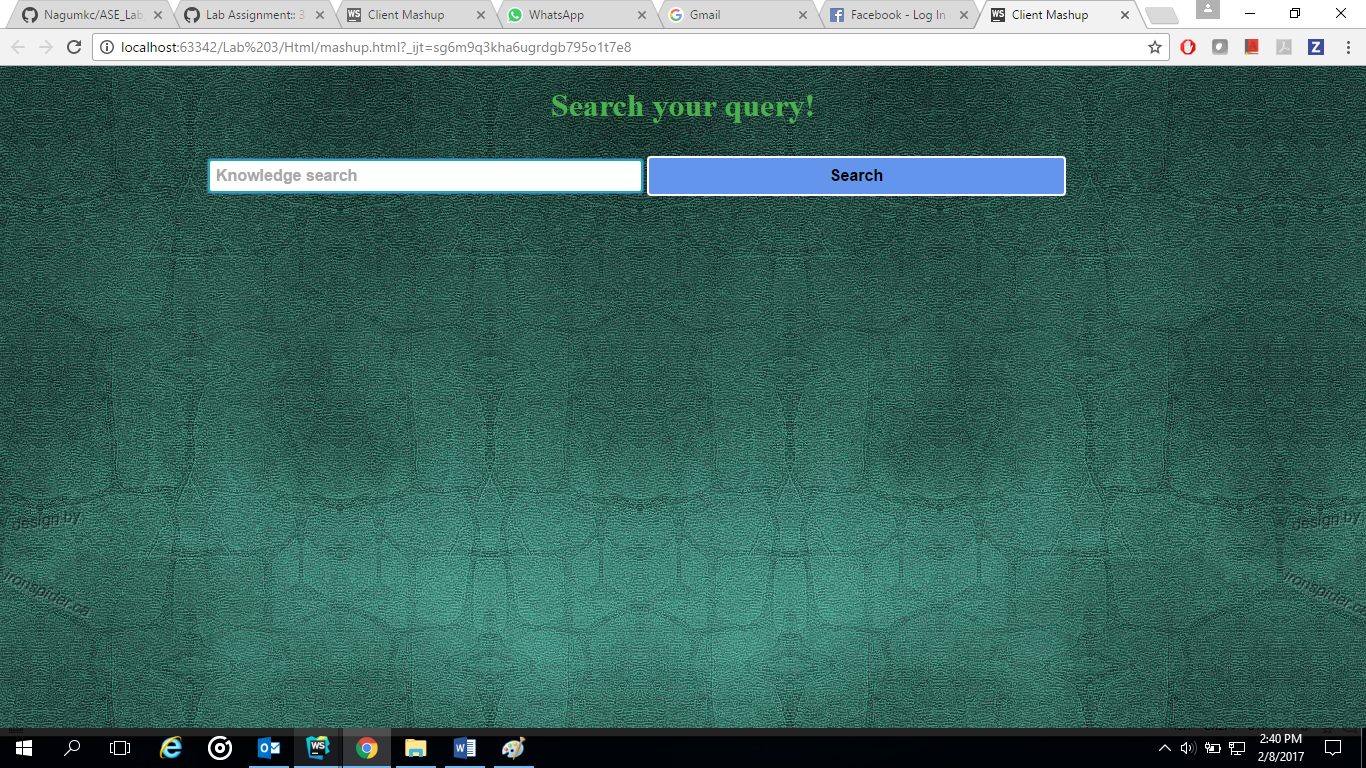 Nagumkc/ASE_Lab
Lab Assignment:: 3
Client Mashup
WhatsApp
Gmail
Facebook - Log In
Client Mashup
localhost:63342/Lab%203/Html/mashup.html?_ijt=sg6m9q3kha6ugrdgb795o1t7e8
Search your query!
Knowledge search
Search
design by
design by
ironspider.ca
ironspider.c
2:40 PM
2/8/2017